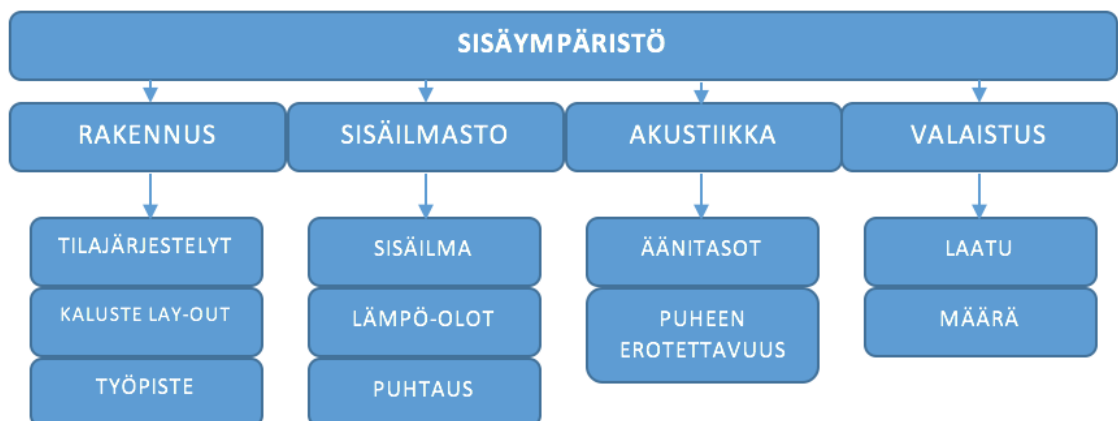 SISÄYMPÄRISTÖ
RAKENNUS
SISÄILMASTO
AKUSTIIKKA
VALAISTUS
TILAJÄRJESTELYT
KALUSTE LAY-OUT
TYÖPISTE
SISÄILMA
LÄMPÖ-OLOT
PUHTAUS
ÄÄNITASOT
PUHEEN
EROTETTAVUUS
LAATU
MÄÄRÄ